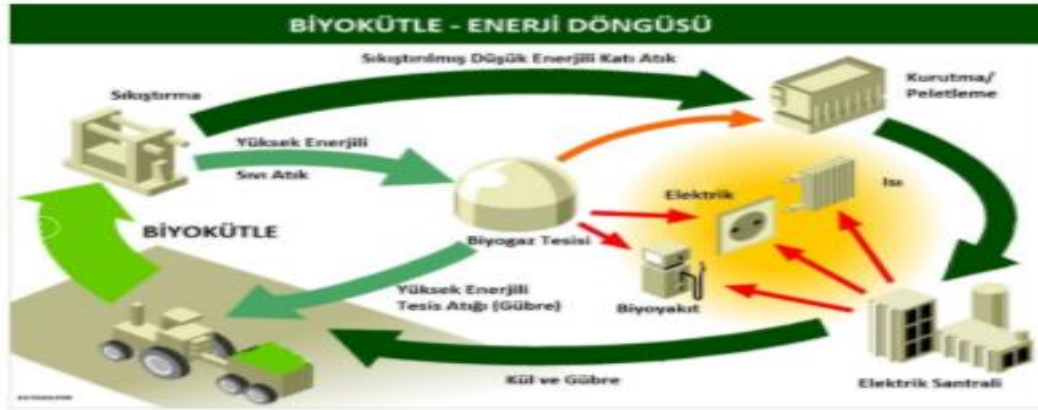 BİYOKÜTLE - ENERJİ DÖNGÜSÜ
Sıkıştırılmış Düşük Enerjili Katı Atık
Sıkıştırma
Kurutma/
Peletleme
Yüksek Enerjili
Sıvı Atık
Elektrik
Isı
BİYOKÜTLE
Biyogaz Tesisi
Yüksek Enerjili
Tesis Atığı (Gübre)
Biyoyakıt
Kül ve Gübre
Elektrik Santrali